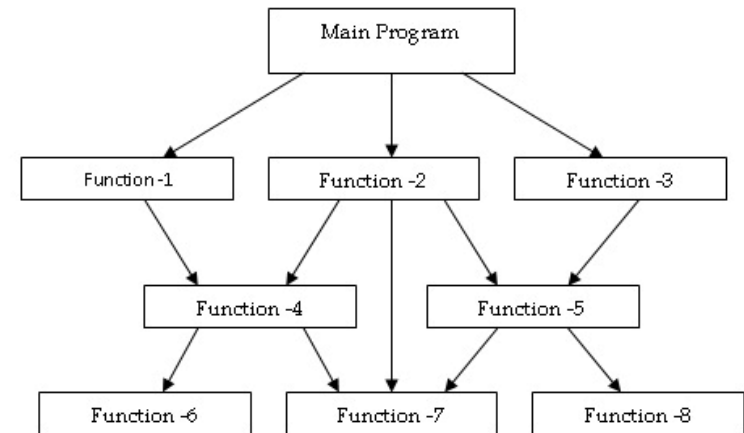 Main Program
Function -1
Function -2
Function -3
Function -4
Function -5
Function -6
Function -7
Function -8